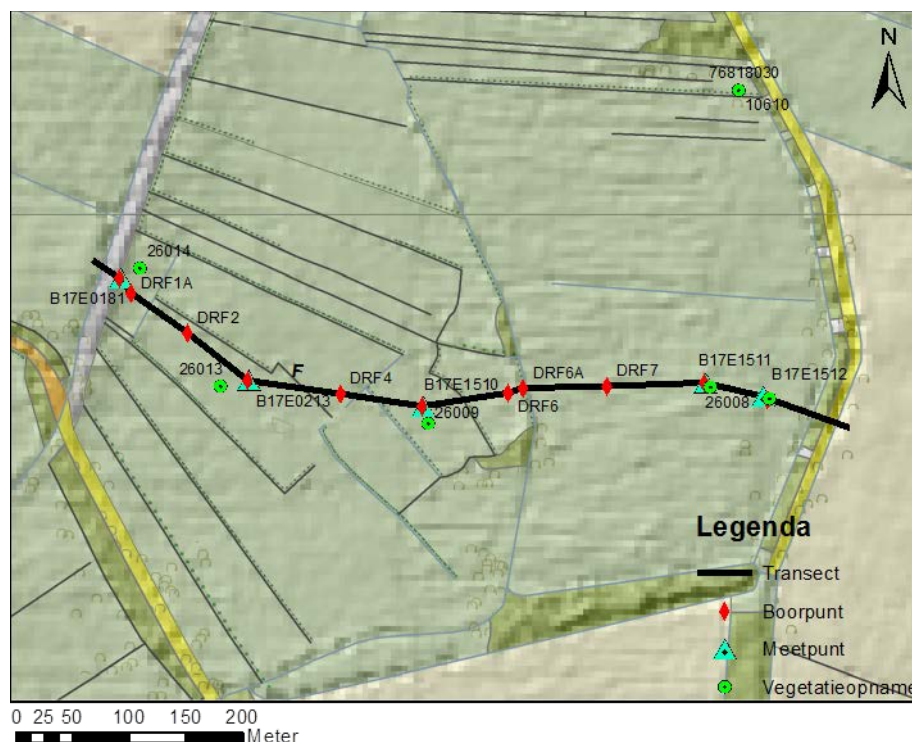 N
76818030
10610
26014
DRF1A
B17E0181
DRF2
26013
F
B17E0213
DRF4
B17E1510
26009
DRF6A
DRF6
DRF7
B17E1511
B17E1512
26008
Legenda
Transect
Boorpunt
Meetpunt
Vegetatieopname
0 25 50 100 150 200
Meter